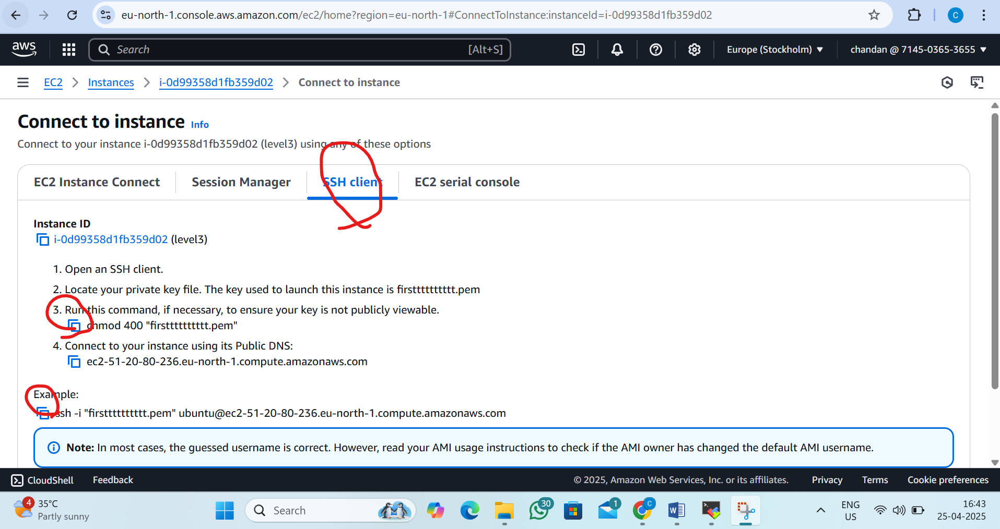 eu-north-1.console.aws.amazon.com/ec2/home?region=eu-north-1#ConnectToInstance:instanceId=i-0d99358d1fb359d02
C
aws
Search
[Alt+S]
Europe (Stockholm)
chandan @ 7145-0365-3655
EC2
Instances
i-0d99358d1fb359d02
Connect to instance
Connect to instance
Info
Connect to your instance i-0d99358d1fb359d02 (level3) using any of these options
EC2 Instance Connect
Session Manager
SSH client
EC2 serial console
Instance ID
i-0d99358d1fb359d02 (level3)
1. Open an SSH client.
2. Locate your private key file. The key used to launch this instance is firsttttttttttt.pem
3. Run this command, if necessary, to ensure your key is not publicly viewable.
chmod 400 "firsttttttttttt.pem"
4. Connect to your instance using its Public DNS:
ec2-51-20-80-236.eu-north-1.compute.amazonaws.com
Example:
ssh -i "firsttttttttttt.pem" ubuntu@ec2-51-20-80-236.eu-north-1.compute.amazonaws.com
Note: In most cases, the guessed username is correct. However, read your AMI usage instructions to check if the AMI owner has changed the default AMI username.
CloudShell
Feedback
© 2025, Amazon Web Services, Inc. or its affiliates.
Privacy
Terms
Cookie preferences
4
35°C
Partly sunny
Search
30
1
C
W
ENG
US
16:43
25-04-2025